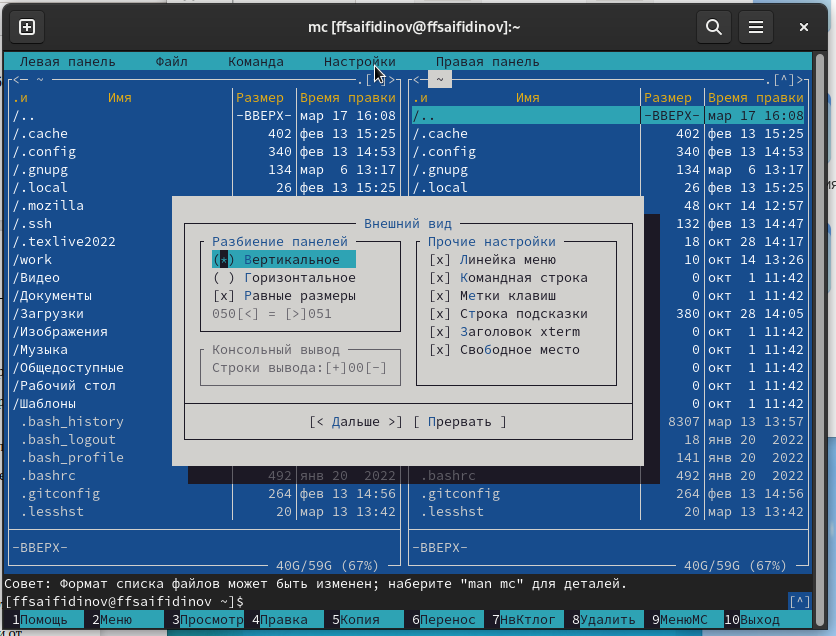 mc [ffsaifidinov@ffsaifidinov]:~
Левая панель Файл Команда Настройки Правая панель
<— ~ .[^]> <— ~ .[^]>
.и Имя Размер Время правки .и Имя Размер Время правки
/.. -ВВЕРХ- мар 17 16:08 /.. -ВВЕРХ- мар 17 16:08
/.cache 402 фев 13 15:25 /.cache 402 фев 13 15:25
/.config 340 фев 13 14:53 /.config 340 фев 13 14:53
/.gnupg 134 мар 6 13:17 /.gnupg 134 мар 6 13:17
/.local 26 фев 13 15:25 /.local 26 фев 13 15:25
/.mozilla 48 окт 14 12:57
/.ssh 132 фев 13 14:47
/.texlive2022 18 окт 28 14:17
/work 10 окт 14 13:26
/Видео 0 окт 1 11:42
/Документы 0 окт 1 11:42
/Загрузки 380 окт 28 14:05
/Изображения 0 окт 1 11:42
/Музыка 0 окт 1 11:42
/Общедоступные 0 окт 1 11:42
/Рабочий стол 0 окт 1 11:42
/Шаблоны 0 окт 1 11:42
.bash_history 8307 мар 13 13:57
.bash_logout 18 янв 20 2022
.bash_profile 141 янв 20 2022
.bashrc 492 янв 20 2022 .bashrc 492 янв 20 2022
.gitconfig 264 фев 13 14:56 .gitconfig 264 фев 13 14:56
.lesshst 20 мар 13 13:42 .lesshst 20 мар 13 13:42
Внешний вид
Разбиение панелей
(*) Вертикальное
( ) Горизонтальное
[x] Равные размеры
050[<] = [>]051
Консольный вывод
Строки вывода:[+]00[-]
Прочие настройки
[x] Линейка меню
[x] Командная строка
[x] Метки клавиш
[x] Строка подсказки
[x] Заголовок xterm
[x] Свободное место
[< Дальше >] [ Прервать ]
-ВВЕРХ- -ВВЕРХ-
40G/59G (67%) 40G/59G (67%)
Совет: Формат списка файлов может быть изменен; наберите "man mc" для деталей.
[ffsaifidinov@ffsaifidinov ~]$ [^]
1Помощь 2Меню 3Просмотр 4Правка 5Копия 6Перенос 7НвКтлог 8Удалить 9МенюМС 10Выход